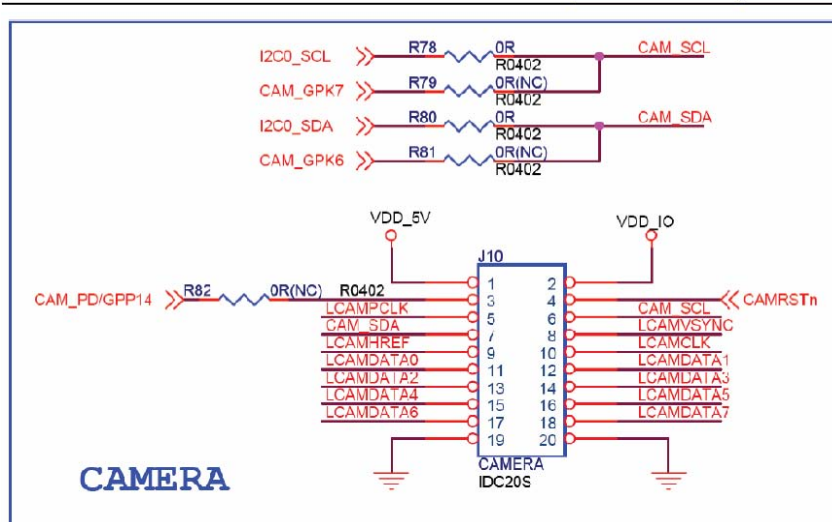 I2C0_SCL R78 0R R0402 CAM_SCL
CAM_GPK7 R79 0R(NC) R0402
I2C0_SDA R80 0R R0402 CAM_SDA
CAM_GPK6 R81 0R(NC) R0402
VDD_5V VDD_IO
J10
1 2
CAM_PD/GPP14 R82 0R(NC) R0402 3 4 CAMRSTn
LCAMPCLK 5 6 CAM_SCL
CAM_SDA 7 8 LCAMVSYNC
LCAMHREF 9 10 LCAMCLK
LCAMDATA0 11 12 LCAMDATA1
LCAMDATA2 13 14 LCAMDATA3
LCAMDATA4 15 16 LCAMDATA5
LCAMDATA6 17 18 LCAMDATA7
19 20
CAMERA
IDC20S
CAMERA